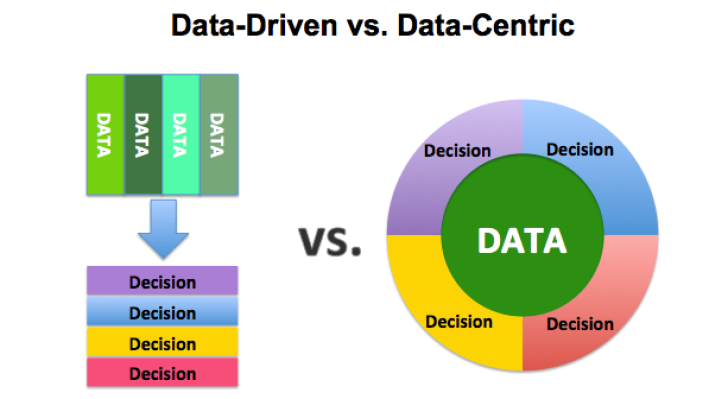 Data-Driven vs. Data-Centric
DATA
DATA
DATA
DATA
Decision
Decision
Decision
Decision
vs.
Decision
Decision
DATA
Decision
Decision